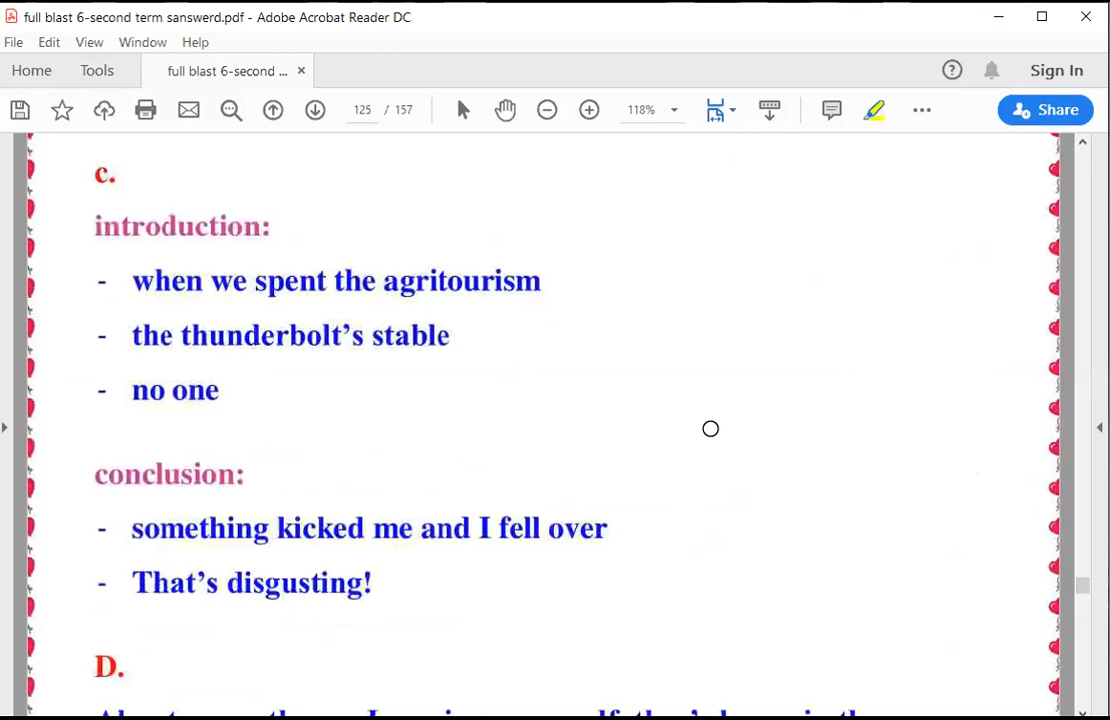 full blast 6-second term sanswerd.pdf - Adobe Acrobat Reader DC
File Edit View Window Help
Home Tools full blast 6-second ... × Sign In
125 / 157 118% Share
c.
introduction:
- when we spent the agritourism
- the thunderbolt's stable
- no one
conclusion:
- something kicked me and I fell over
- That's disgusting!
D.